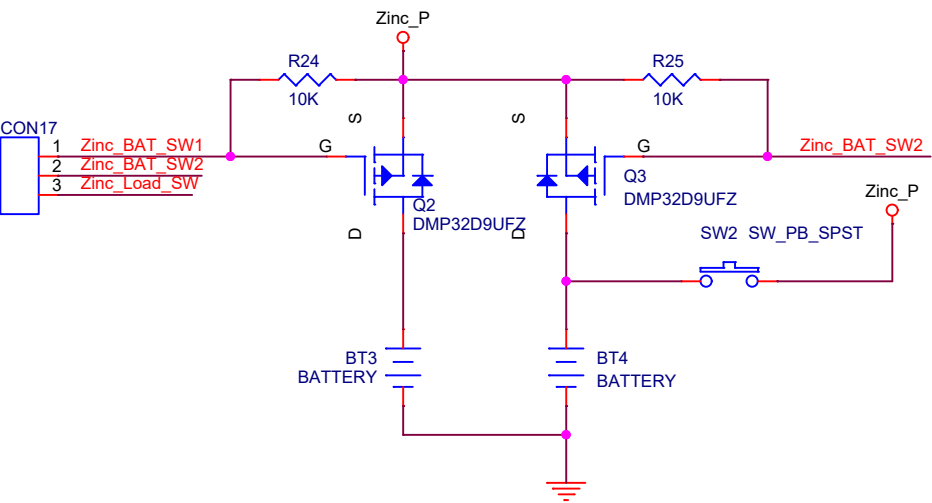 Zinc_P
R24
10K
R25
10K
CON17
1 Zinc_BAT_SW1
2 Zinc_BAT_SW2
3 Zinc_Load_SW
S
G
Q2
DMP32D9UFZ
D
S
G
Zinc_BAT_SW2
Q3
DMP32D9UFZ
D
Zinc_P
SW2 SW_PB_SPST
BT3
BATTERY
BT4
BATTERY